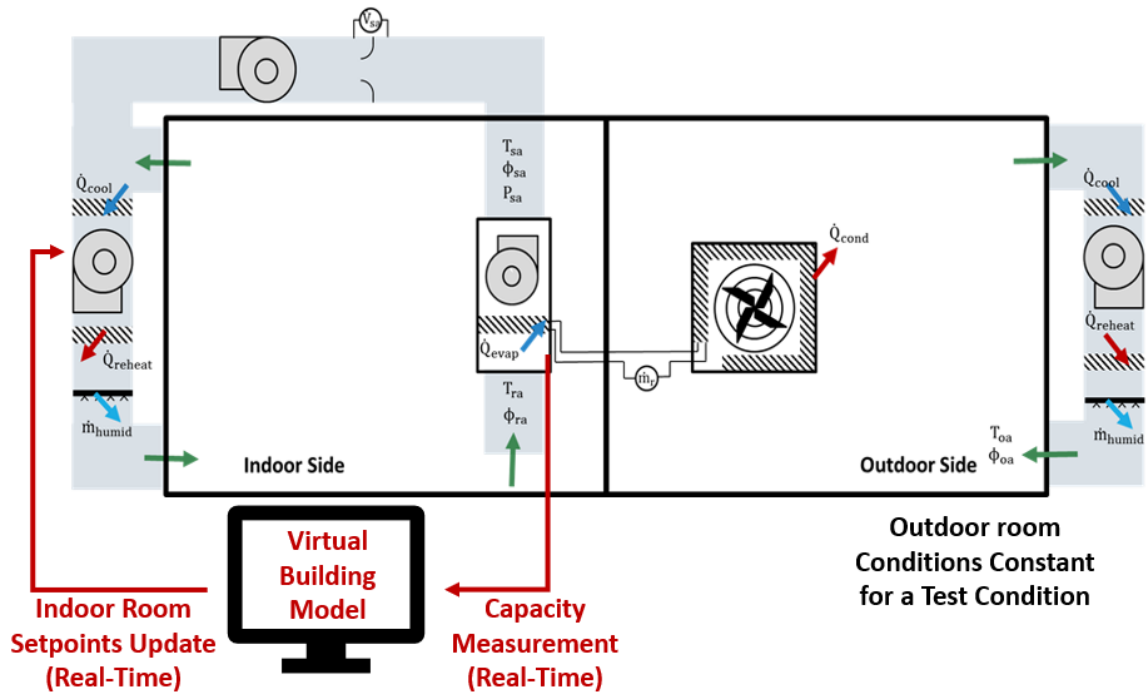 V̇sa
Tsa
ϕsa
Psa
Q̇cool
Q̇cool
Q̇cond
Q̇reheat
Q̇evap
Q̇reheat
ṁr
Tra
ϕra
ṁhumid
Toa
ϕoa
ṁhumid
Indoor Side
Outdoor Side
Virtual
Building
Model
Indoor Room
Setpoints Update
(Real-Time)
Capacity
Measurement
(Real-Time)
Outdoor room
Conditions Constant
for a Test Condition